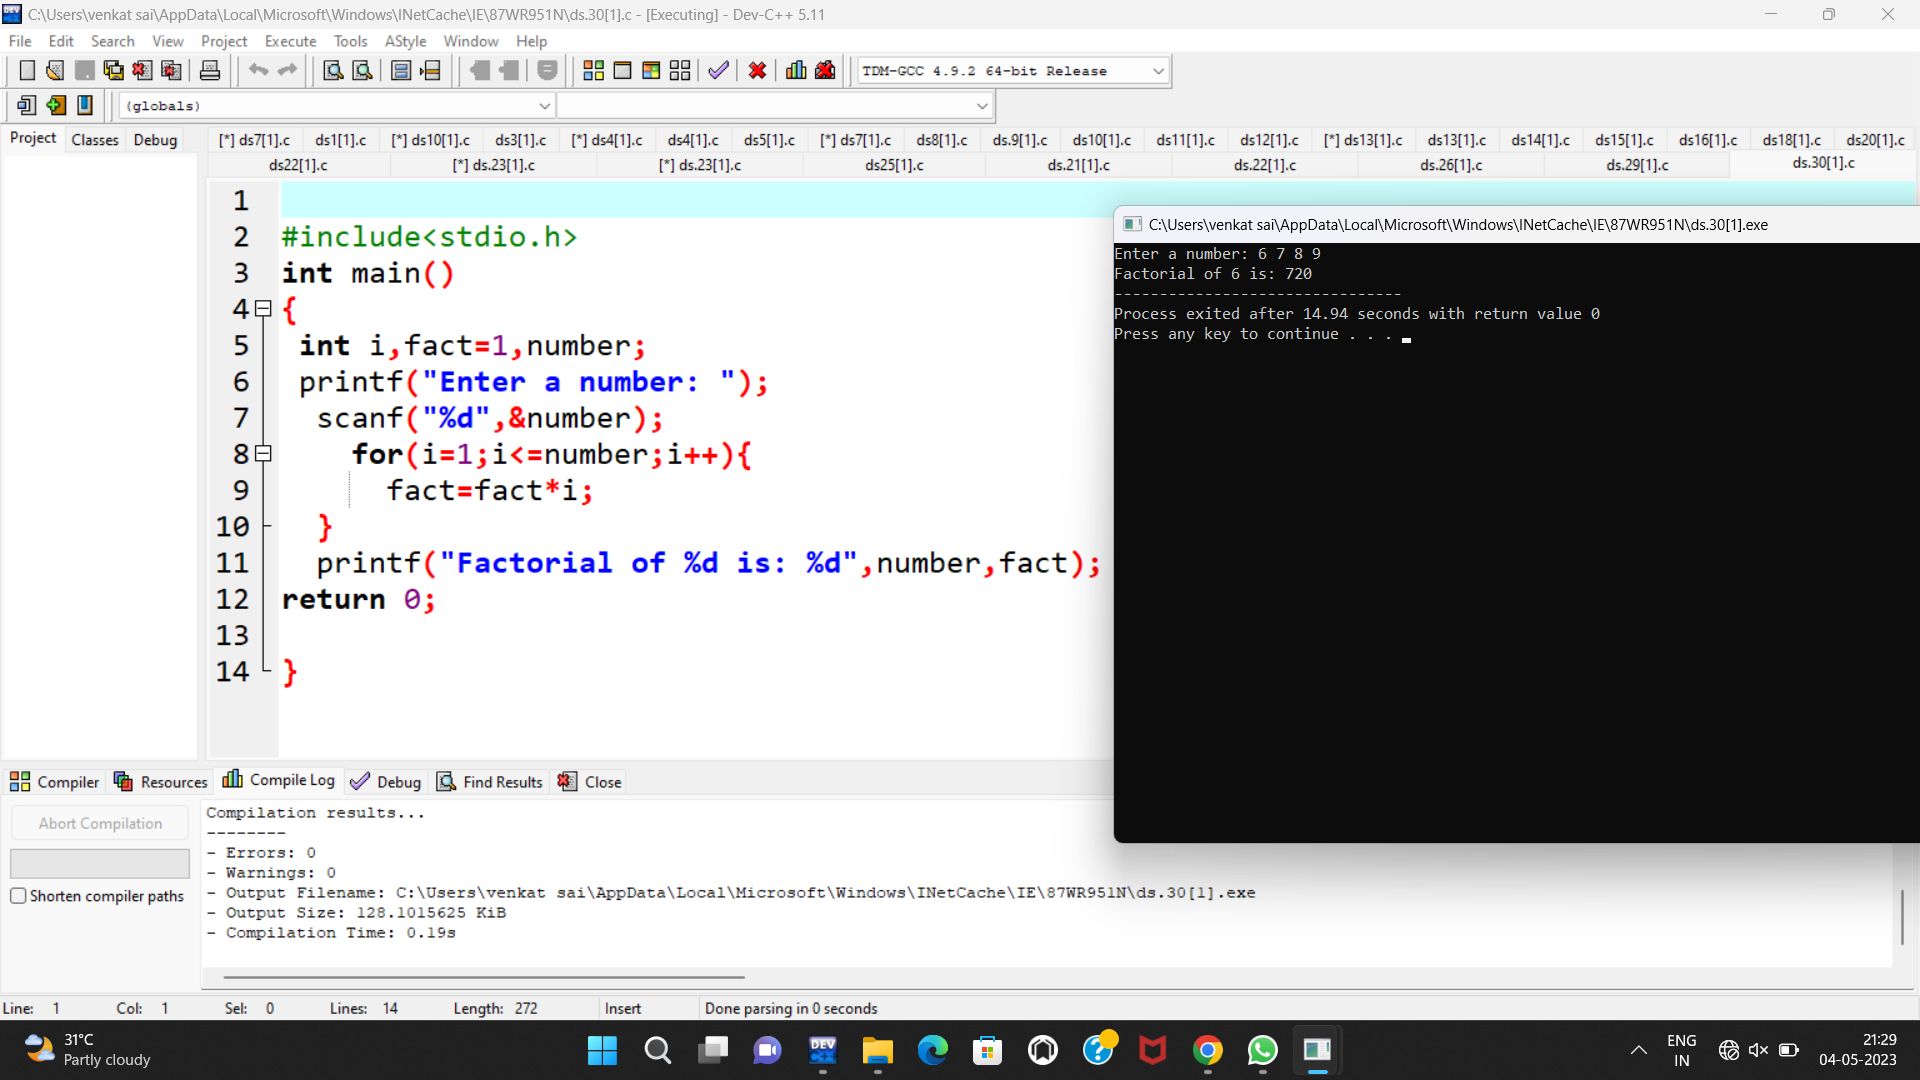 C:\Users\venkat sai\AppData\Local\Microsoft\Windows\INetCache\IE\87WR951N\ds.30[1].c - [Executing] - Dev-C++ 5.11
File Edit Search View Project Execute Tools AStyle Window Help
TDM-GCC 4.9.2 64-bit Release
(globals)
Project Classes Debug
[*] ds7[1].c ds1[1].c [*] ds10[1].c ds3[1].c [*] ds4[1].c ds4[1].c ds5[1].c [*] ds7[1].c ds8[1].c ds.9[1].c ds10[1].c ds11[1].c ds12[1].c [*] ds13[1].c ds13[1].c ds14[1].c ds15[1].c ds16[1].c ds18[1].c ds20[1].c
ds22[1].c [*] ds.23[1].c [*] ds.23[1].c ds25[1].c ds.21[1].c ds.22[1].c ds.26[1].c ds.29[1].c ds.30[1].c
1
2 #include<stdio.h>
3 int main()
4 {
5 int i,fact=1,number;
6 printf("Enter a number: ");
7 scanf("%d",&number);
8 for(i=1;i<=number;i++){
9 fact=fact*i;
10 }
11 printf("Factorial of %d is: %d",number,fact);
12 return 0;
13
14 }
C:\Users\venkat sai\AppData\Local\Microsoft\Windows\INetCache\IE\87WR951N\ds.30[1].exe
Enter a number: 6 7 8 9
Factorial of 6 is: 720
--------------------------------
Process exited after 14.94 seconds with return value 0
Press any key to continue . . .
Compiler Resources Compile Log Debug Find Results Close
Abort Compilation
Shorten compiler paths
Compilation results...
--------
- Errors: 0
- Warnings: 0
- Output Filename: C:\Users\venkat sai\AppData\Local\Microsoft\Windows\INetCache\IE\87WR951N\ds.30[1].exe
- Output Size: 128.1015625 KiB
- Compilation Time: 0.19s
Line: 1 Col: 1 Sel: 0 Lines: 14 Length: 272 Insert Done parsing in 0 seconds
31°C
Partly cloudy
DEV
C++
ENG
IN
21:29
04-05-2023